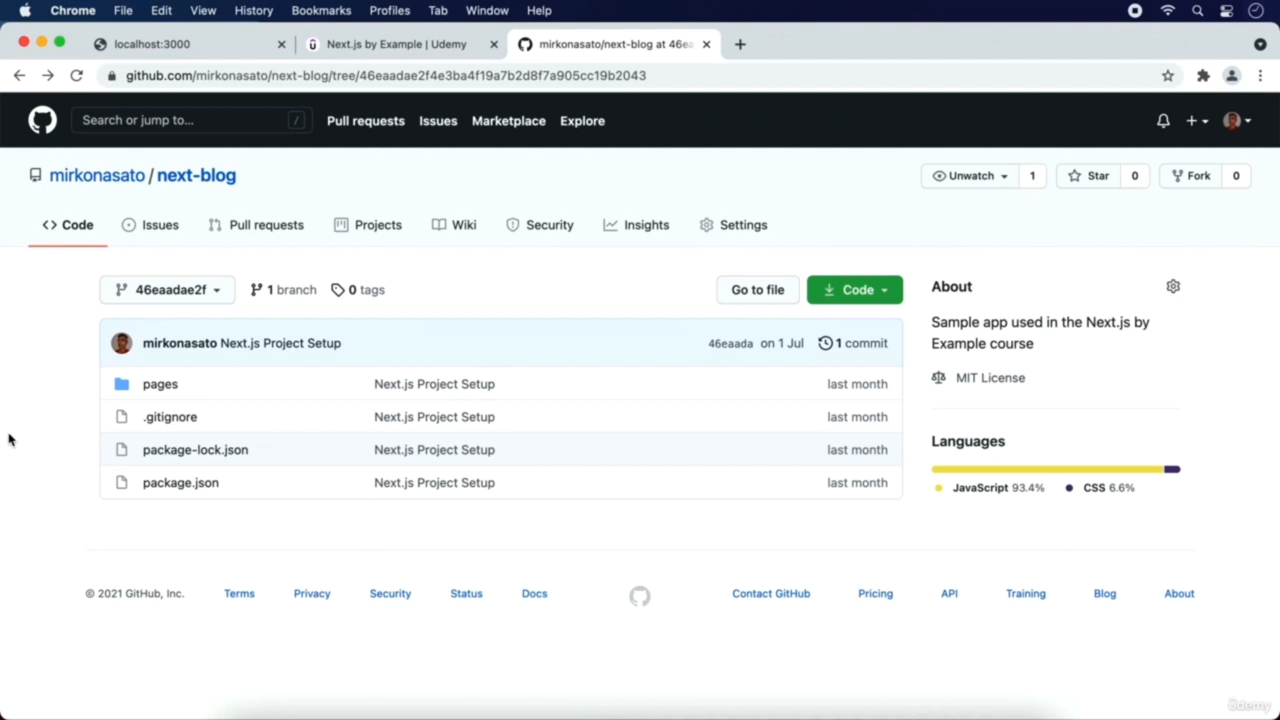 Chrome File Edit View History Bookmarks Profiles Tab Window Help
localhost:3000
Next.js by Example | Udemy
mirkonasato/next-blog at 46ea
github.com/mirkonasato/next-blog/tree/46eaadae2f4e3ba4f19a7b2d8f7a905cc19b2043
Search or jump to... / Pull requests Issues Marketplace Explore
mirkonasato / next-blog
Unwatch 1 Star 0 Fork 0
Code Issues Pull requests Projects Wiki Security Insights Settings
46eaadae2f 1 branch 0 tags Go to file Code
mirkonasato Next.js Project Setup 46eaada on 1 Jul 1 commit
pages Next.js Project Setup last month
.gitignore Next.js Project Setup last month
package-lock.json Next.js Project Setup last month
package.json Next.js Project Setup last month
About
Sample app used in the Next.js by
Example course
MIT License
Languages
JavaScript 93.4% CSS 6.6%
© 2021 GitHub, Inc. Terms Privacy Security Status Docs Contact GitHub Pricing API Training Blog About
ûdemy